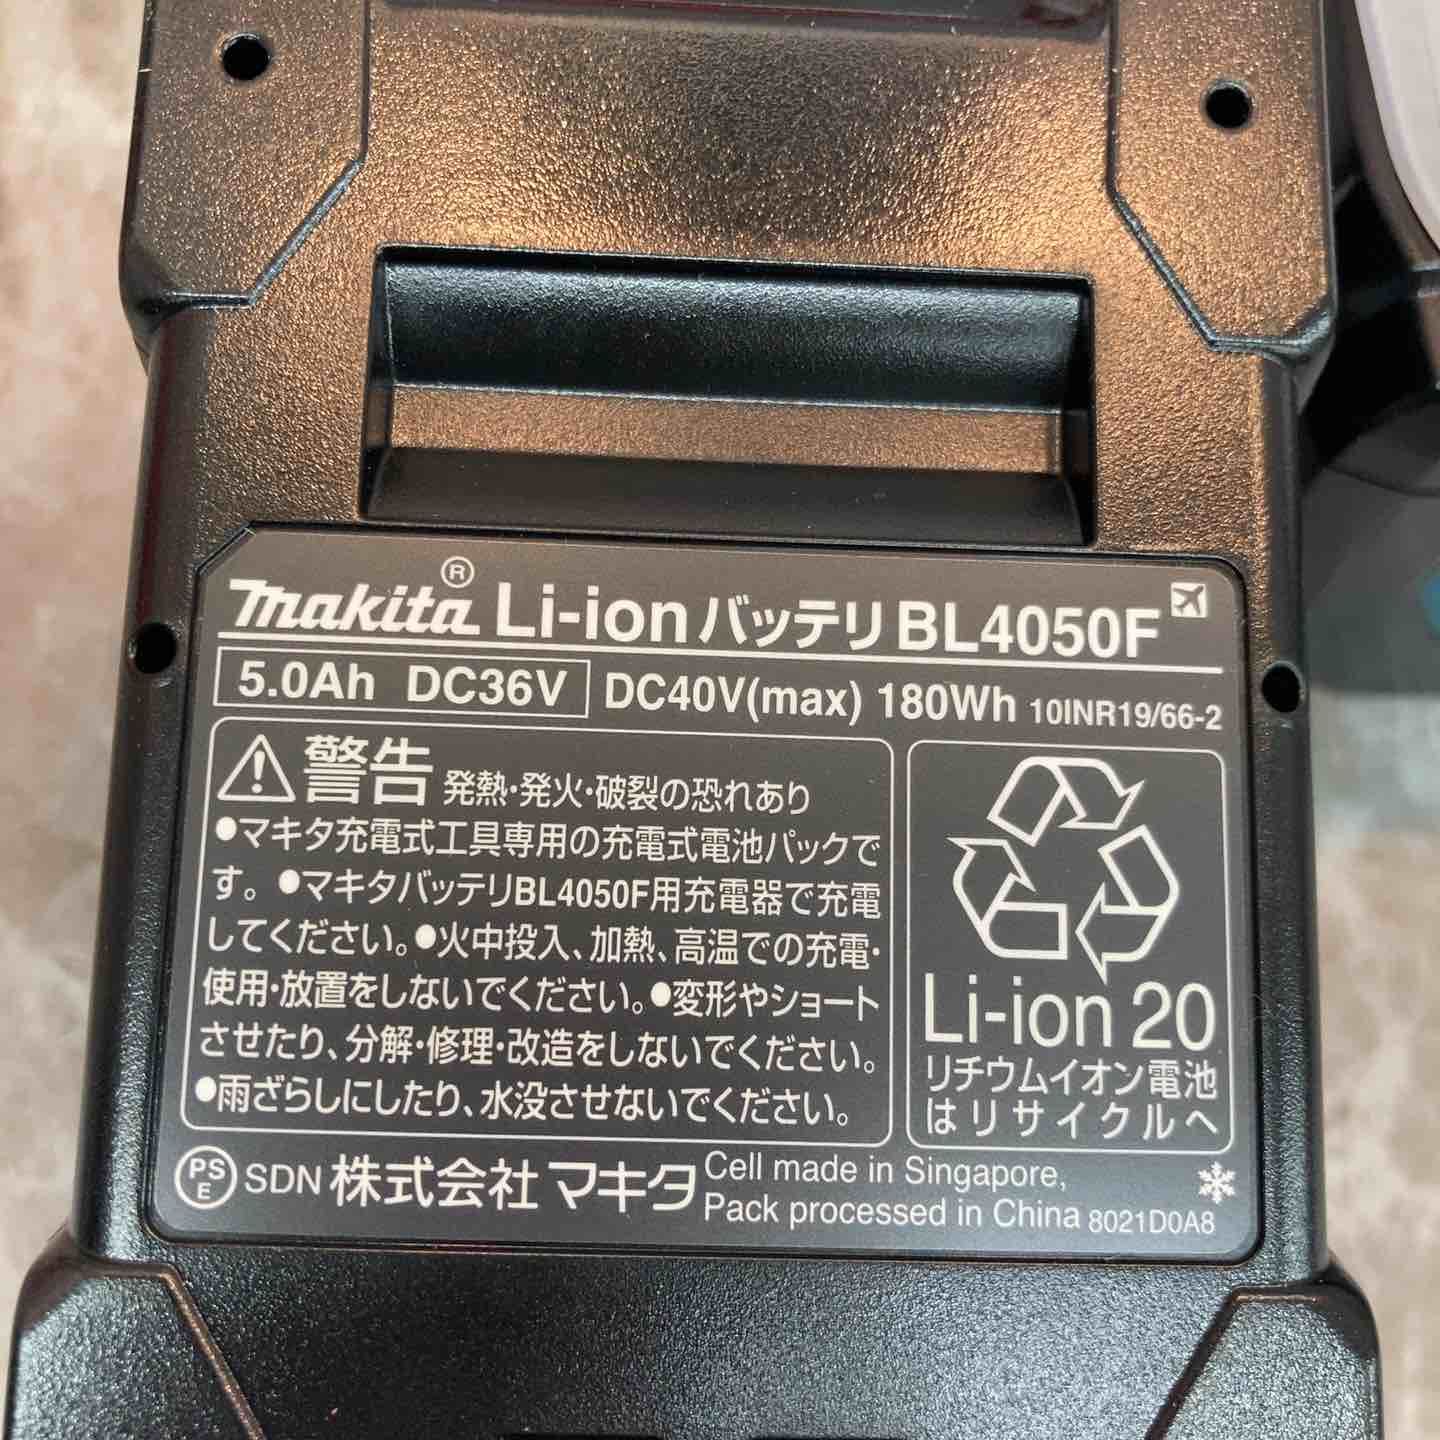 makita® Li-ionバッテリ BL4050F
5.0Ah DC36V DC40V(max) 180Wh 10INR19/66-2
警告 発熱・発火・破裂の恐れあり
●マキタ充電式工具専用の充電式電池パックで
す。●マキタバッテリBL4050F用充電器で充電
してください。●火中投入、加熱、高温での充電・
使用・放置をしないでください。●変形やショート
させたり、分解・修理・改造をしないでください。
●雨ざらしにしたり、水没させないでください。
Li-ion 20
リチウムイオン電池
はリサイクルへ
PS
E
SDN 株式会社 マキタ
Cell made in Singapore,
Pack processed in China 8021D0A8